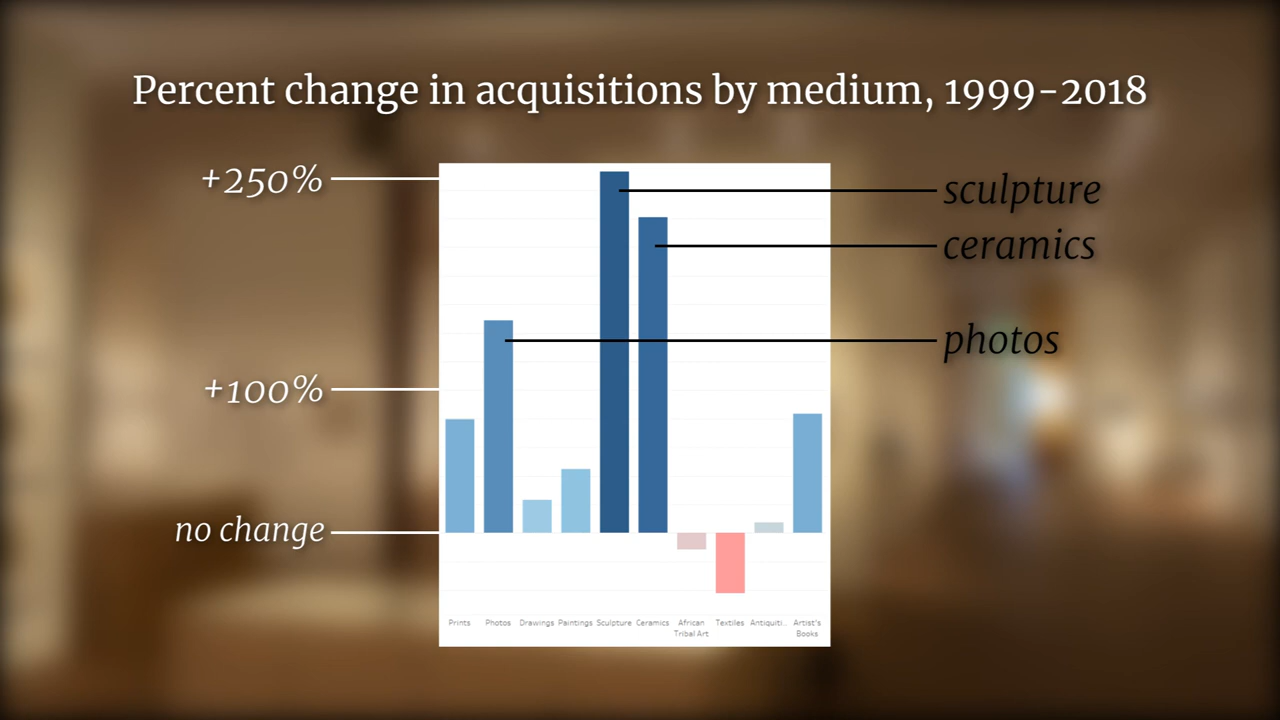 Percent change in acquisitions by medium, 1999-2018
+250%
sculpture
ceramics
photos
+100%
no change
Prints Photos Drawings Paintings Sculpture Ceramics African Tribal Art Textiles Antiquiti.. Artist's Books